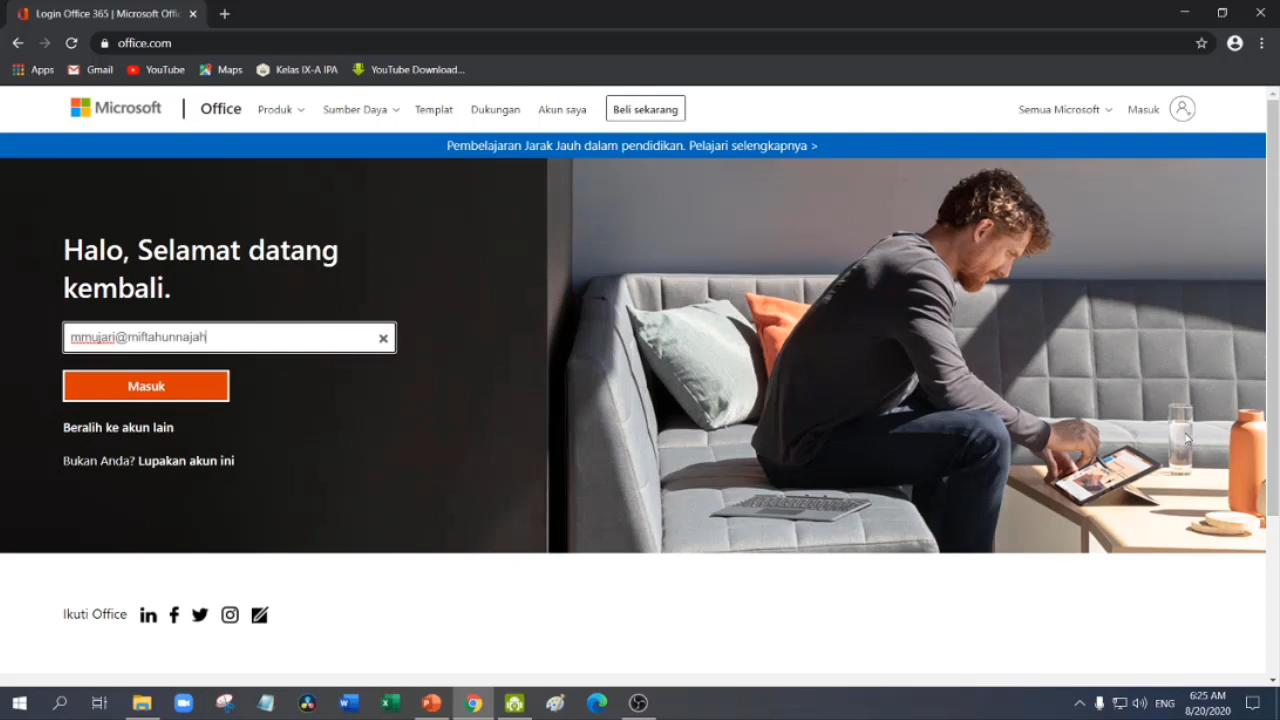 Login Office 365 | Microsoft Offi
office.com
Apps Gmail YouTube Maps Kelas IX-A IPA YouTube Download...
Microsoft | Office Produk Sumber Daya Templat Dukungan Akun saya Beli sekarang Semua Microsoft Masuk
Pembelajaran Jarak Jauh dalam pendidikan. Pelajari selengkapnya >
Halo, Selamat datang
kembali.
mmujari@miftahunnajah
Masuk
Beralih ke akun lain
Bukan Anda? Lupakan akun ini
Ikuti Office
ENG
6:25 AM
8/20/2020